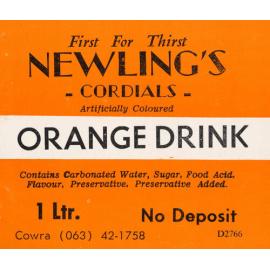 First For Thirst
NEWLING'S
- CORDIALS -
Artificially Coloured
ORANGE DRINK
Contains Carbonated Water, Sugar, Food Acid,
Flavour, Preservative, Preservative Added.
1 Ltr. No Deposit
Cowra (063) 42-1758 D2766